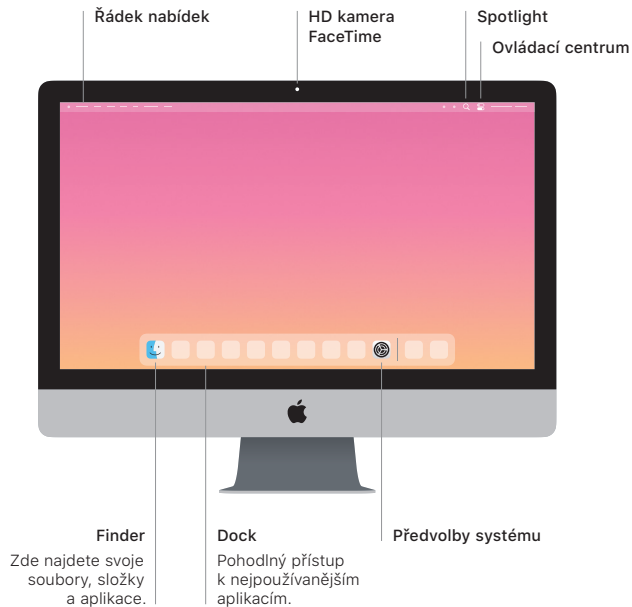 Řádek nabídek
HD kamera
FaceTime
Spotlight
Ovládací centrum
Finder
Zde najdete svoje
soubory, složky
a aplikace.
Dock
Pohodlný přístup
k nejpoužívanějším
aplikacím.
Předvolby systému